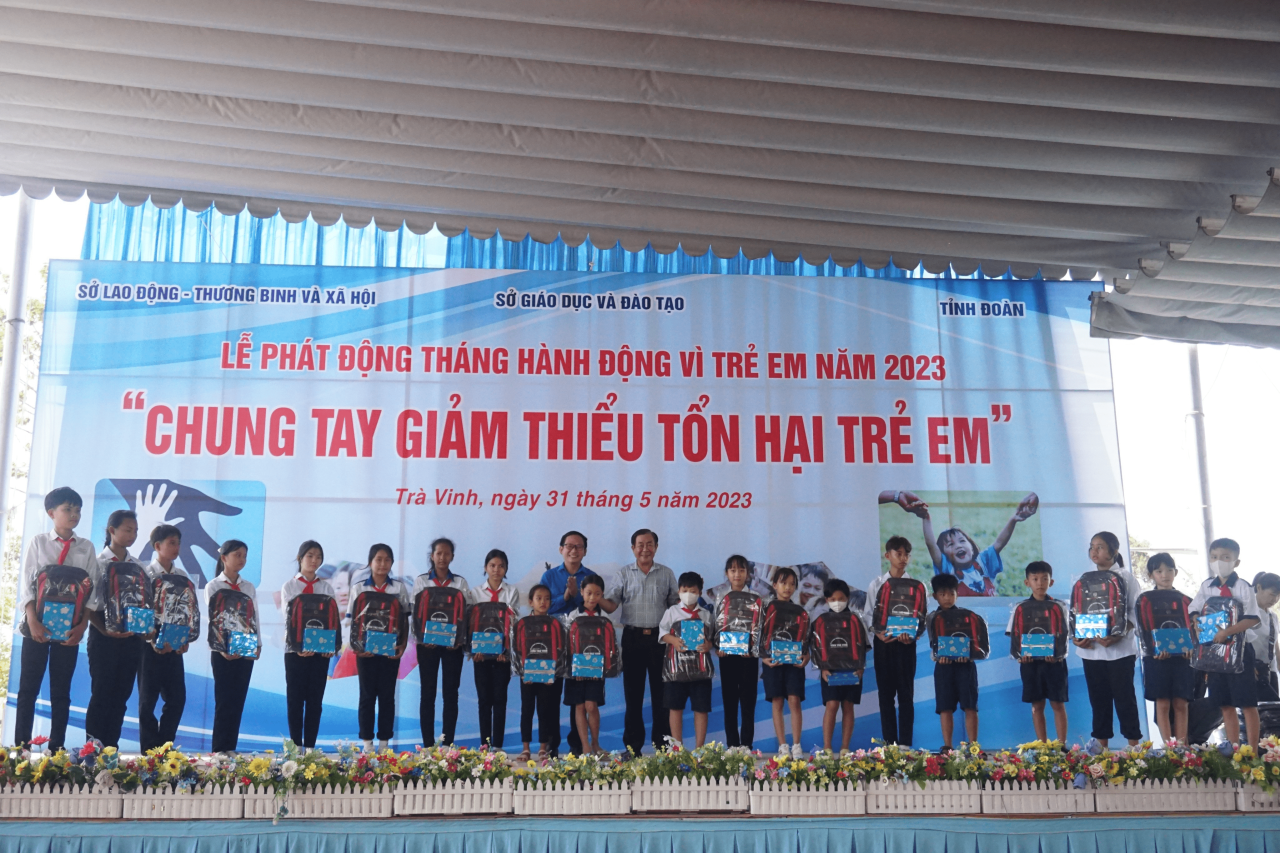 SỞ LAO ĐỘNG - THƯƠNG BINH VÀ XÃ HỘI
SỞ GIÁO DỤC VÀ ĐÀO TẠO
TỈNH ĐOÀN
LỄ PHÁT ĐỘNG THÁNG HÀNH ĐỘNG VÌ TRẺ EM NĂM 2023
“CHUNG TAY GIẢM THIỂU TỔN HẠI TRẺ EM”
Trà Vinh, ngày 31 tháng 5 năm 2023